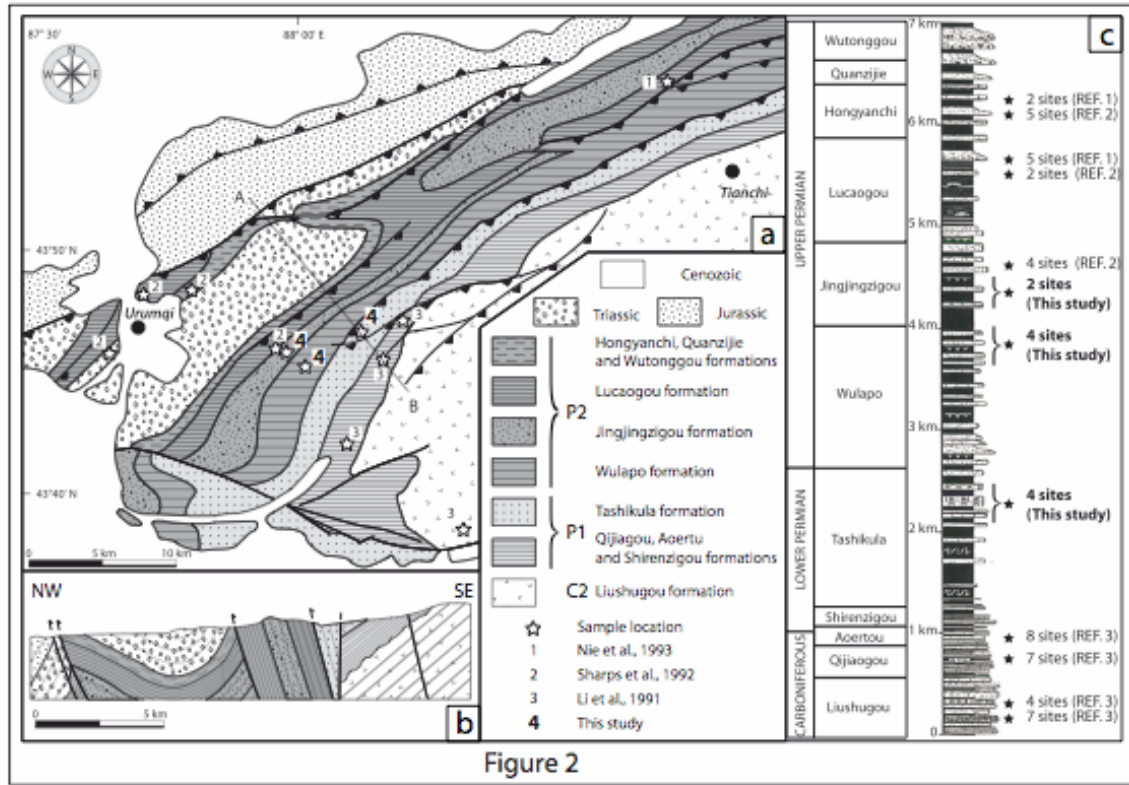 87° 30'
88° 00' E
N
W
E
S
A
1
Tianchi
a
43° 50' N
2
2
Urumqi
2
2
4
4
3
4
3
B
3
43° 40' N
3
0
5 km
10 km
NW
SE
0
5 km
b
Cenozoic
Triassic
Jurassic
Hongyanchi, Quanzijie
and Wutonggou formations
Lucaogou formation
P2
Jingjingzigou formation
Wulapo formation
Tashikula formation
P1
Qijiagou, Aoertu
and Shirenzigou formations
C2 Liushugou formation
Sample location
1 Nie et al., 1993
2 Sharps et al., 1992
3 Li et al., 1991
4 This study
c
UPPER PERMIAN
LOWER PERMIAN
CARBONIFEROUS
Wutonggou
Quanzijie
Hongyanchi
Lucaogou
Jingjingzigou
Wulapo
Tashikula
Shirenzigou
Aoertou
Qijiaogou
Liushugou
7 km
6 km
5 km
4 km
3 km
2 km
1 km
0
2 sites (REF. 1)
5 sites (REF. 2)
5 sites (REF. 1)
2 sites (REF. 2)
4 sites (REF. 2)
2 sites
(This study)
4 sites
(This study)
4 sites
(This study)
8 sites (REF. 3)
7 sites (REF. 3)
4 sites (REF. 3)
7 sites (REF. 3)
Figure 2